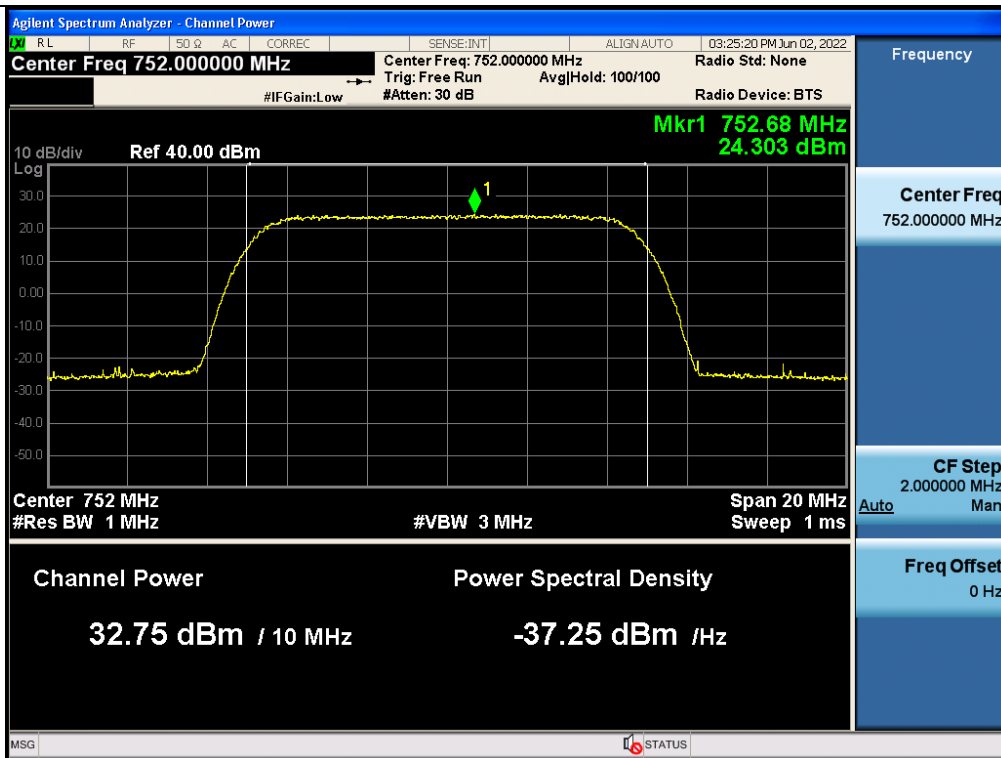 Agilent Spectrum Analyzer - Channel Power
LXI RL RF 50 Ω AC CORREC SENSE:INT ALIGN AUTO 03:25:20 PM Jun 02, 2022
Center Freq 752.000000 MHz
Center Freq: 752.000000 MHz Radio Std: None
Trig: Free Run Avg|Hold: 100/100
#IFGain:Low #Atten: 30 dB Radio Device: BTS
Mkr1 752.68 MHz
24.303 dBm
10 dB/div Ref 40.00 dBm
Log
30.0
20.0
10.0
0.00
-10.0
-20.0
-30.0
-40.0
-50.0
1
Center 752 MHz Span 20 MHz
#Res BW 1 MHz #VBW 3 MHz Sweep 1 ms
Channel Power Power Spectral Density
32.75 dBm / 10 MHz -37.25 dBm /Hz
MSG STATUS
Frequency
Center Freq
752.000000 MHz
CF Step
2.000000 MHz
Auto Man
Freq Offset
0 Hz